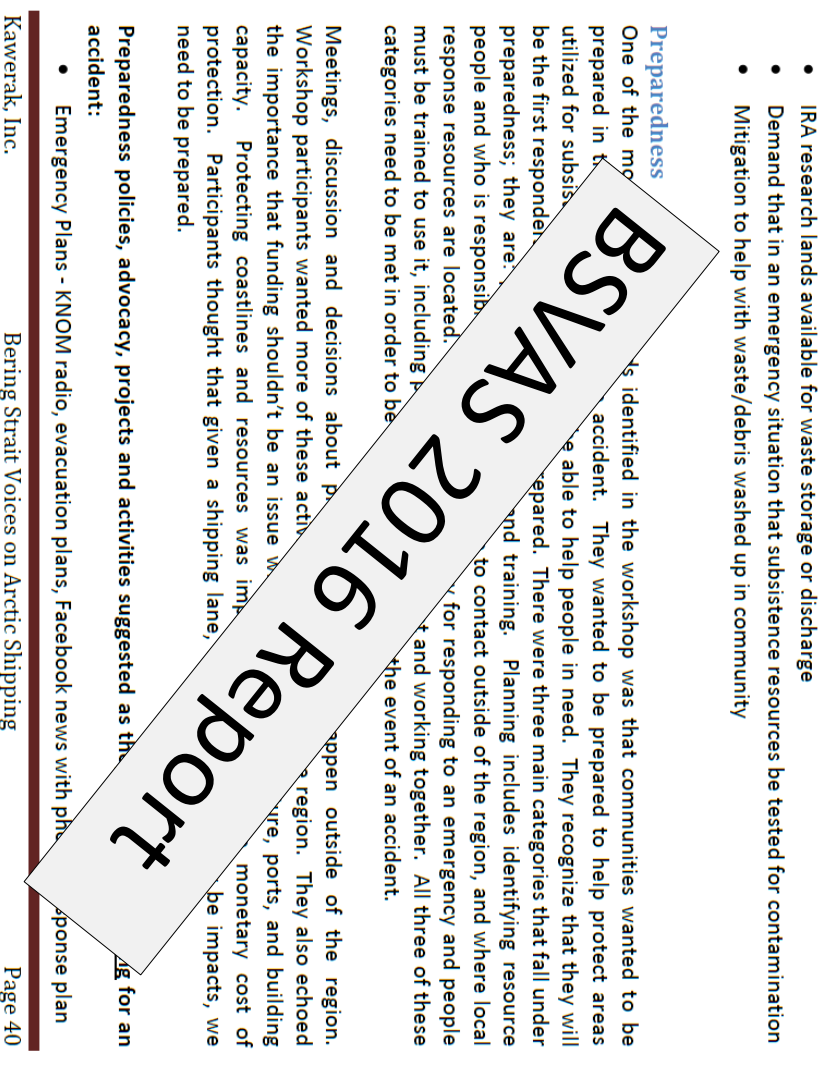 • IRA research lands available for waste storage or discharge
• Demand that in an emergency situation that subsistence resources be tested for contamination
• Mitigation to help with waste/debris washed up in community
Preparedness
One of the identified in the workshop was that communities wanted to be
prepared in accident. They wanted to be prepared to help protect areas
utilized for able to help people in need. They recognize that they will
be the first There were three main categories that fall under
preparedness; they are: and training. Planning includes identifying resource
people and who is to contact outside of the region, and where local
response resources are located. for responding to an emergency and people
must be trained to use it, including and working together. All three of these
categories need to be met in order to be the event of an accident.
Meetings, discussion and decisions about outside of the region.
Workshop participants wanted more of these region. They also echoed
the importance that funding shouldn't be an issue ports, and building
capacity. Protecting coastlines and resources was monetary cost of
protection. Participants thought that given a shipping lane, be impacts, we
need to be prepared.
Preparedness policies, advocacy, projects and activities suggested as for an
accident:
• Emergency Plans - KNOM radio, evacuation plans, Facebook news with plan
Kawerak, Inc. Bering Strait Voices on Arctic Shipping Page 40
BSVAS 2016 Report